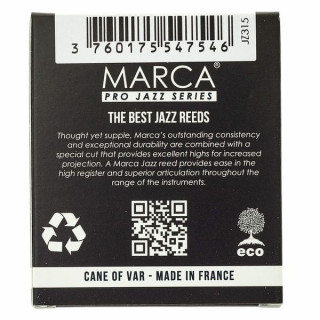 3 760175 547546
JZ315
MARCA®
PRO JAZZ SERIES
THE BEST JAZZ REEDS
Thought yet supple, Marca's outstanding consistency
and exceptional durability are combined with a
special cut that provides excellent highs for increased
projection. A Marca Jazz reed presents ease in
the high register and superior articulation throughout
the range of the instruments.
eco
CANE OF VAR - MADE IN FRANCE